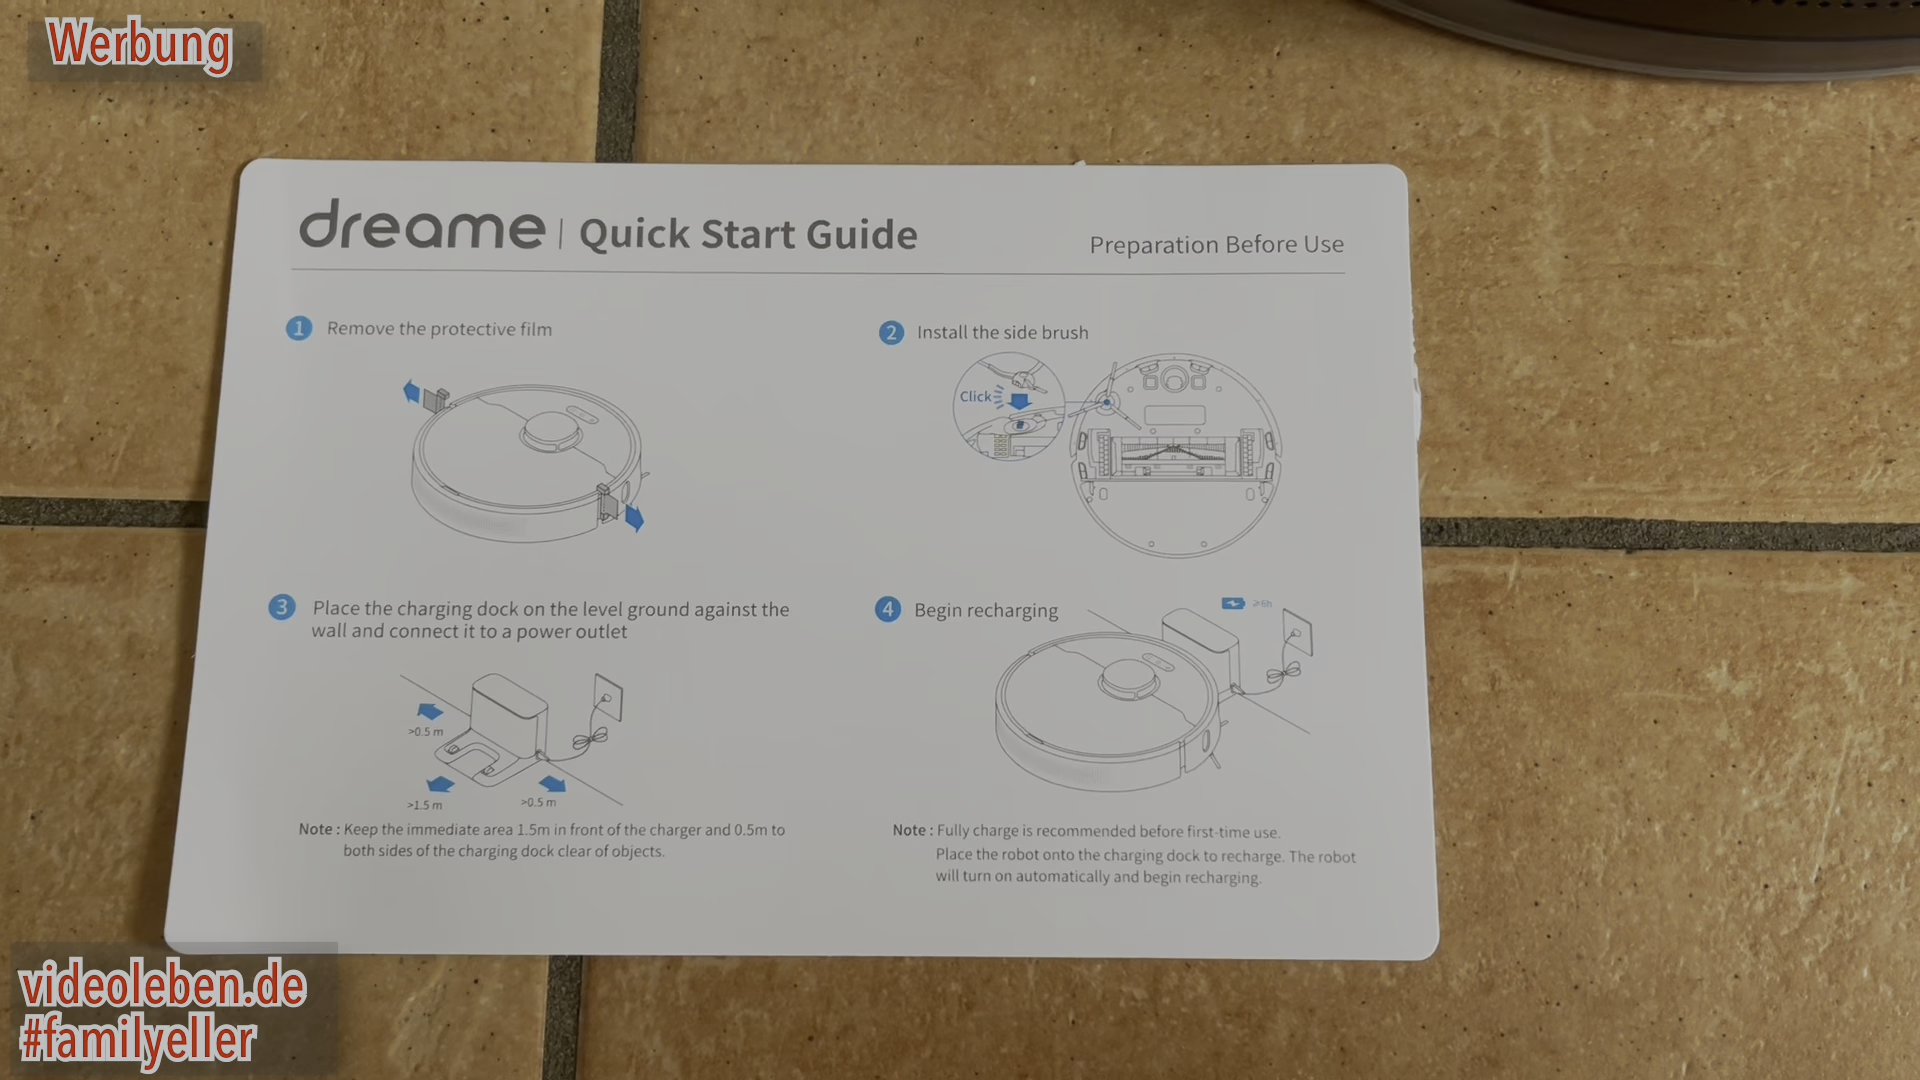 Werbung
dreame | Quick Start Guide
Preparation Before Use
1 Remove the protective film
2 Install the side brush
Click
3 Place the charging dock on the level ground against the
wall and connect it to a power outlet
>0.5 m
>1.5 m
>0.5 m
Note : Keep the immediate area 1.5m in front of the charger and 0.5m to
both sides of the charging dock clear of objects.
4 Begin recharging
≥6h
Note : Fully charge is recommended before first-time use.
Place the robot onto the charging dock to recharge. The robot
will turn on automatically and begin recharging.
videoleben.de
#familyeller